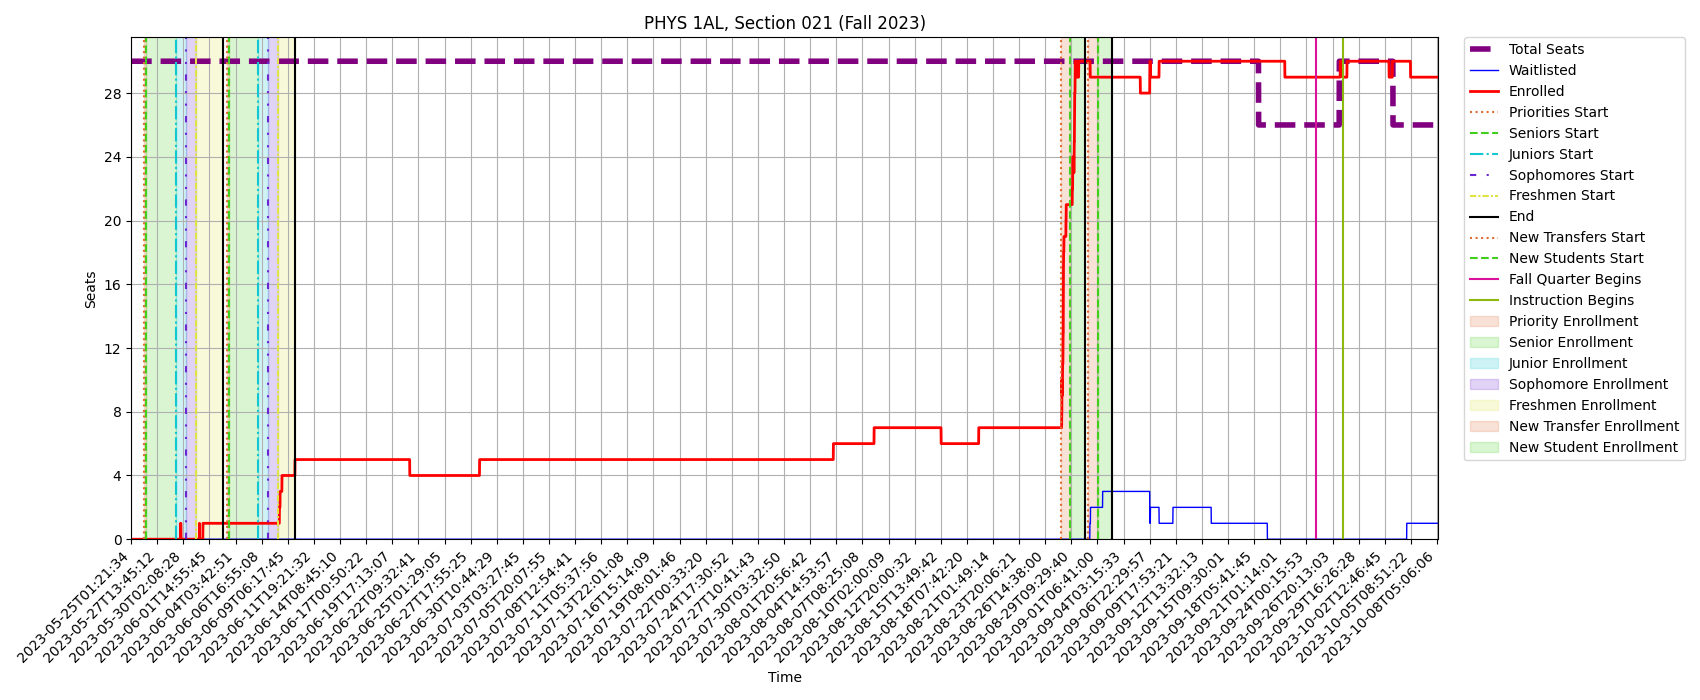 PHYS 1AL, Section 021 (Fall 2023)
Seats
28
24
20
16
12
8
4
0
2023-05-25T01:21:34
2023-05-27T13:45:12
2023-05-30T02:08:28
2023-06-01T14:55:45
2023-06-04T03:42:51
2023-06-06T16:55:08
2023-06-09T06:17:45
2023-06-11T19:21:32
2023-06-14T08:45:10
2023-06-17T00:50:22
2023-06-19T17:13:07
2023-06-22T09:32:41
2023-06-25T01:29:05
2023-06-27T17:55:25
2023-06-30T10:44:29
2023-07-03T03:27:45
2023-07-05T20:07:55
2023-07-08T12:54:41
2023-07-11T05:37:56
2023-07-13T22:01:08
2023-07-16T15:14:09
2023-07-19T08:01:46
2023-07-22T00:33:20
2023-07-24T17:30:52
2023-07-27T10:41:43
2023-07-30T03:32:50
2023-08-01T20:56:42
2023-08-04T14:53:57
2023-08-07T08:25:08
2023-08-10T02:00:09
2023-08-12T20:00:32
2023-08-15T13:49:42
2023-08-18T07:42:20
2023-08-21T01:49:14
2023-08-23T20:06:21
2023-08-26T14:38:00
2023-08-29T09:29:40
2023-09-01T06:41:00
2023-09-04T03:15:33
2023-09-06T22:29:57
2023-09-09T17:53:21
2023-09-12T13:32:13
2023-09-15T09:30:01
2023-09-18T05:41:45
2023-09-21T01:14:01
2023-09-24T00:15:53
2023-09-26T20:13:03
2023-09-29T16:26:28
2023-10-02T12:46:45
2023-10-05T08:51:22
2023-10-08T05:06:06
Time
Total Seats
Waitlisted
Enrolled
Priorities Start
Seniors Start
Juniors Start
Sophomores Start
Freshmen Start
End
New Transfers Start
New Students Start
Fall Quarter Begins
Instruction Begins
Priority Enrollment
Senior Enrollment
Junior Enrollment
Sophomore Enrollment
Freshmen Enrollment
New Transfer Enrollment
New Student Enrollment